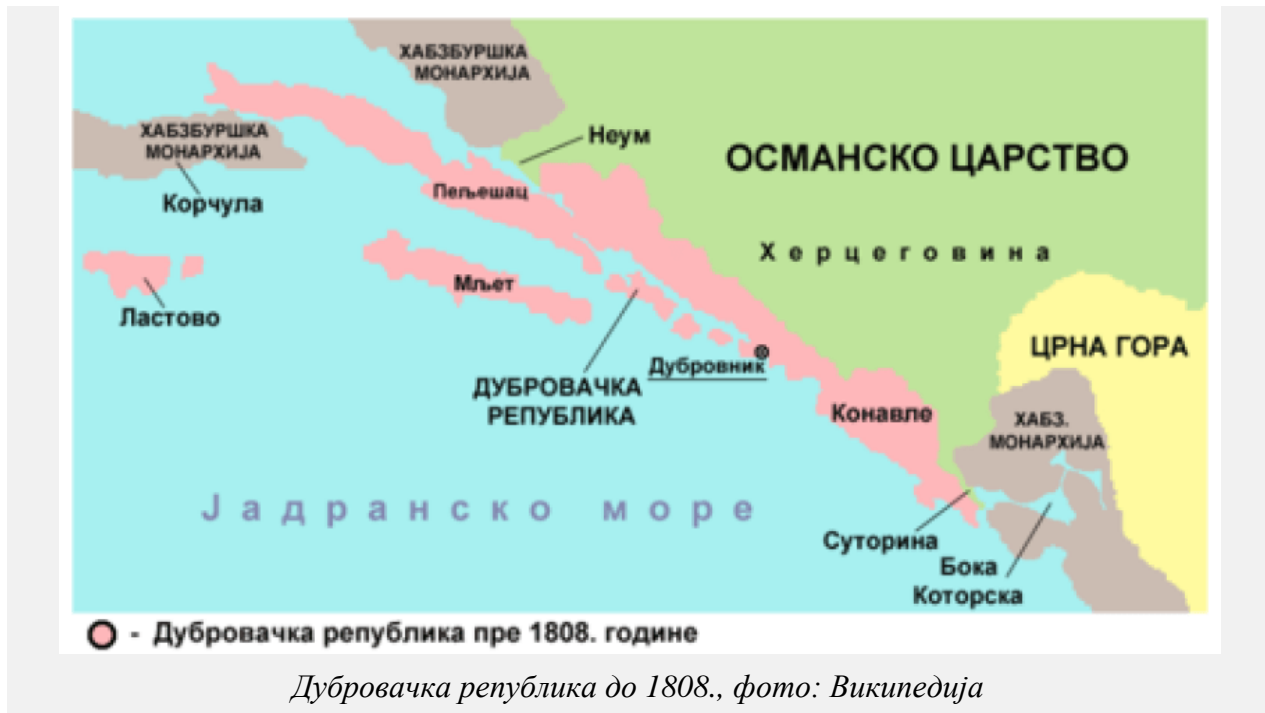 ХАБЗБУРШКА
МОНАРХИЈА
Неум
ХАБЗБУРШКА
МОНАРХИЈА
ОСМАНСКО ЦАРСТВО
Пељешац
Корчула
Херцеговина
Мљет
Ластово
ЦРНА ГОРА
Дубровник
ДУБРОВАЧКА
РЕПУБЛИКА
Конавле
ХАБЗ.
МОНАРХИЈА
Јадранско море
Суторина
Бока
Которска
- Дубровачка република пре 1808. године
Дубровачка република до 1808., фото: Википедија